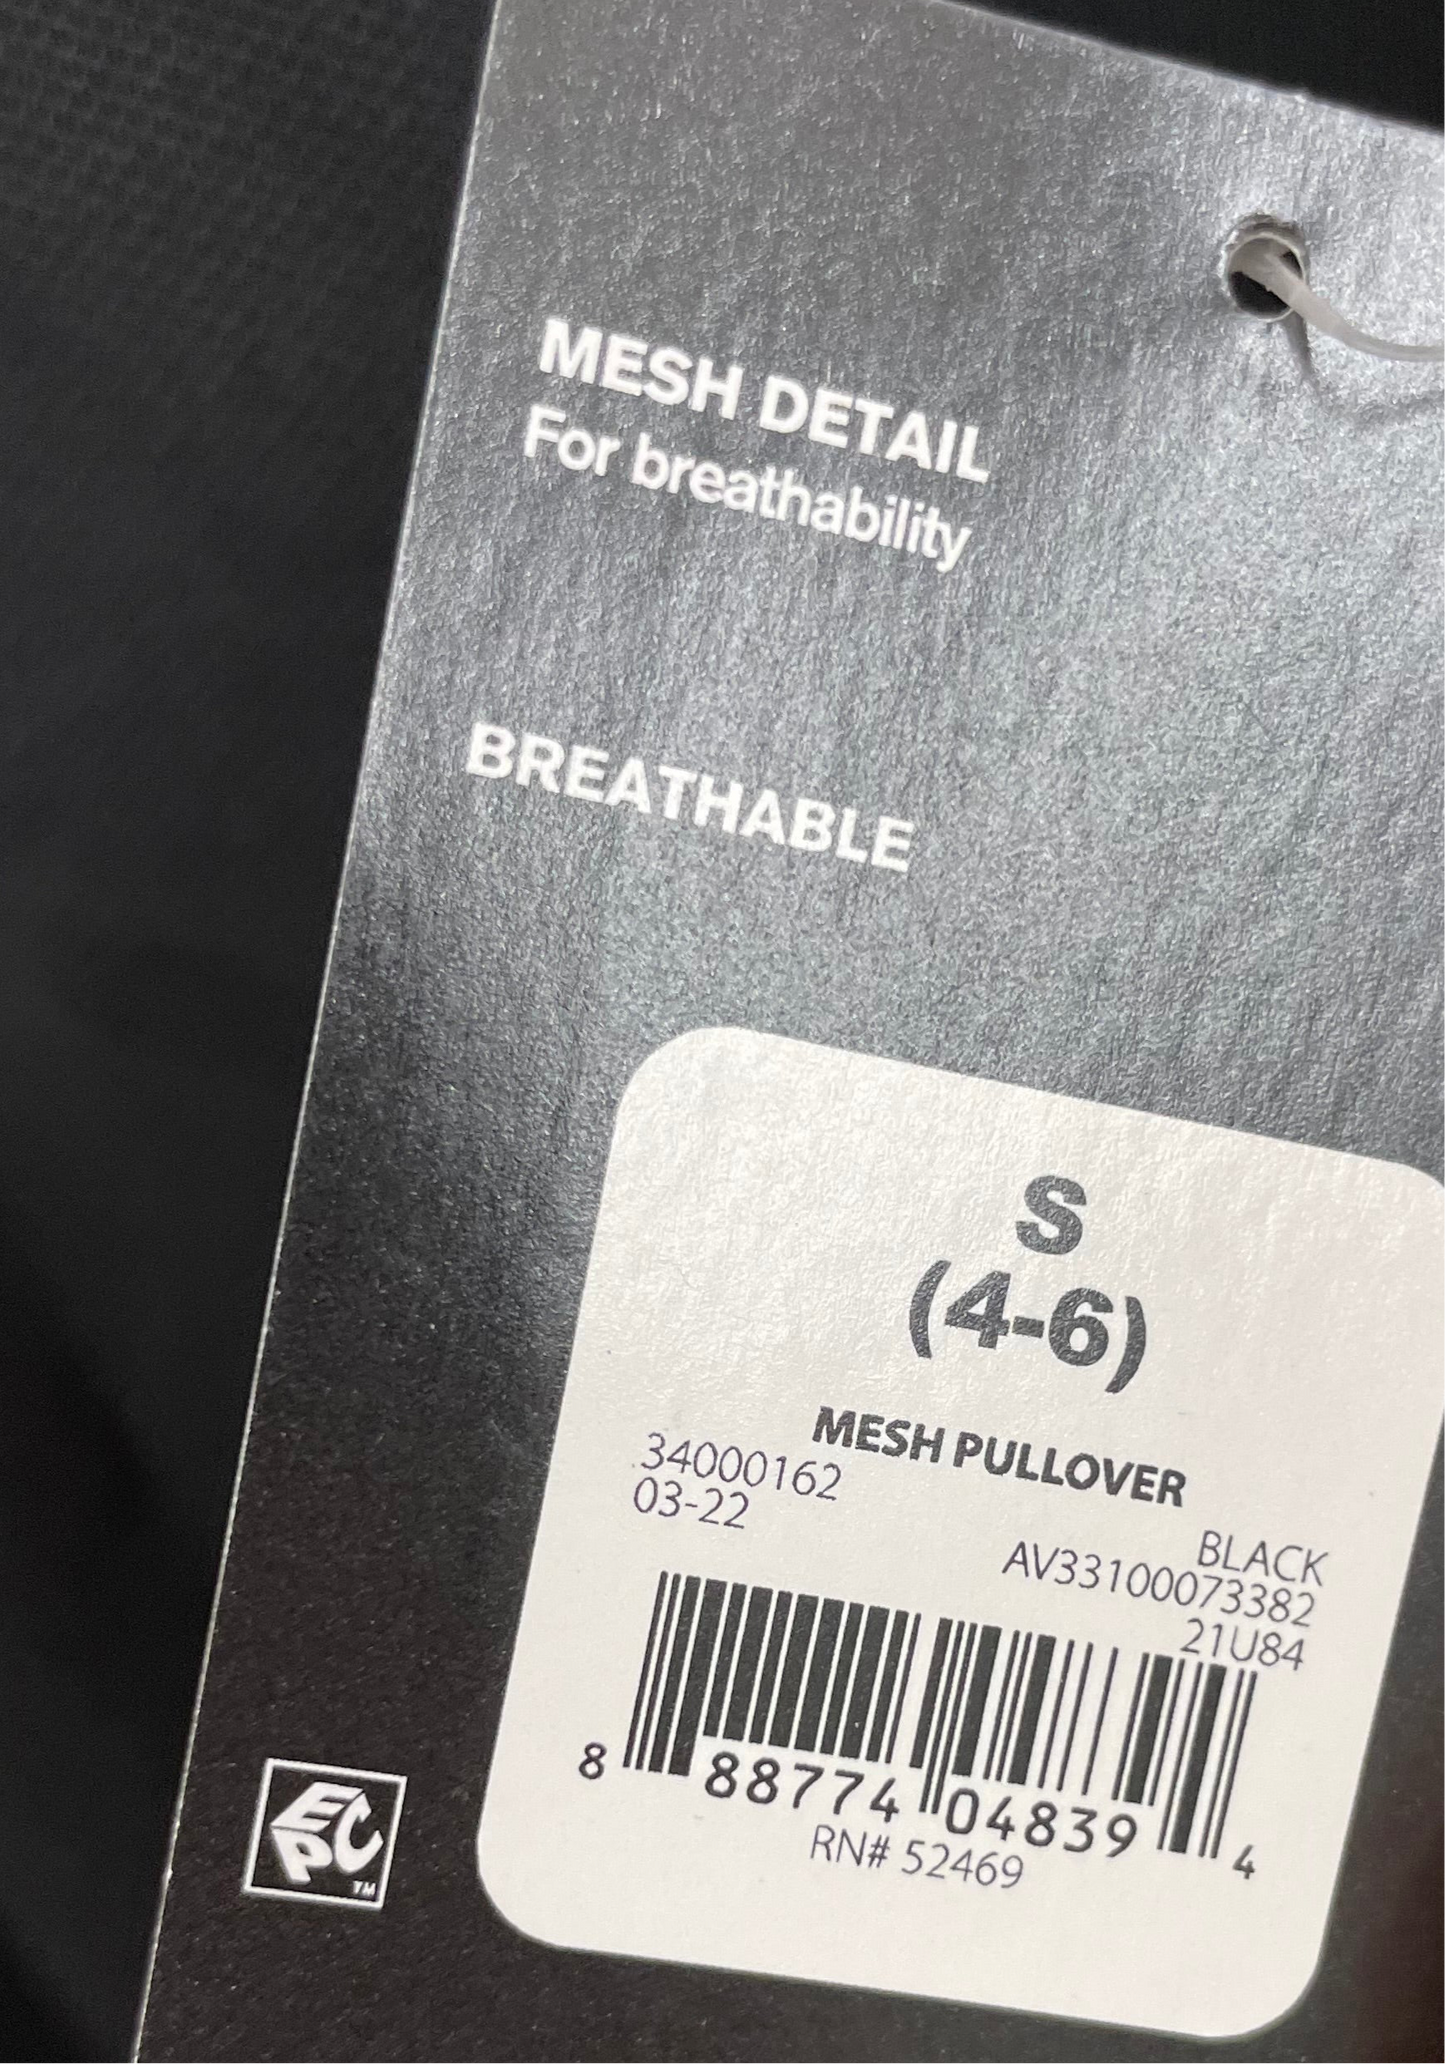 MESH DETAIL
For breathability
BREATHABLE
S
(4-6)
MESH PULLOVER
34000162
03-22
BLACK
AV33100073382
21U84
8 88774 04839 4
RN# 52469
EPC
TM